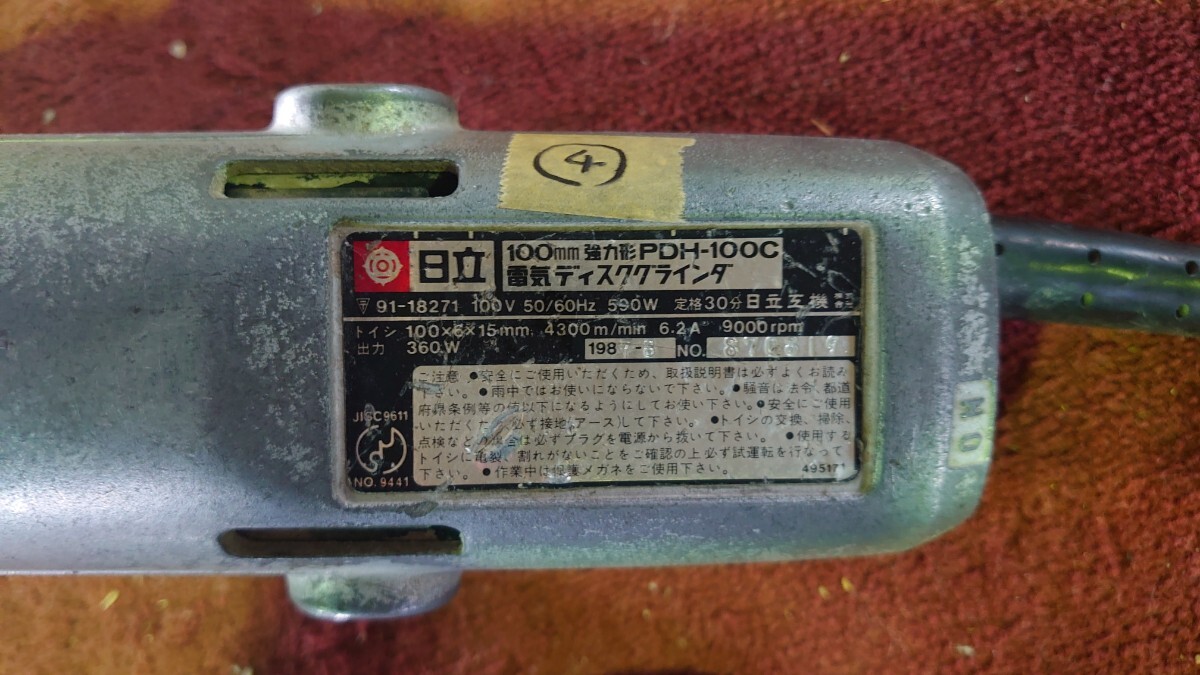 ④
日立
100mm 強力形 PDH-100C
電気ディスクグラインダ
91-18271 100V 50/60Hz 590W 定格30分 日立工機 株式会社
トイシ 100×6×15mm 4300m/min 6.2A 9000rpm
出力 360W 198 NO.
ご注意 ●安全にご使用いただくため、取扱説明書は必ずよくお読み
下さい。●雨中ではお使いにならないで下さい。●騒音は法令、都道
府県条例等の値以下になるようにしてお使い下さい。●安全にご使用
いただくため必ず接地(アース)して下さい。●トイシの交換、掃除、
点検などの場合は必ずプラグを電源から抜いて下さい。●使用する
トイシに亀裂、割れがないことをご確認の上必ず試運転を行なって
下さい。●作業中は保護メガネをご使用下さい。 495171
JISC9611
NO. 9441
NO